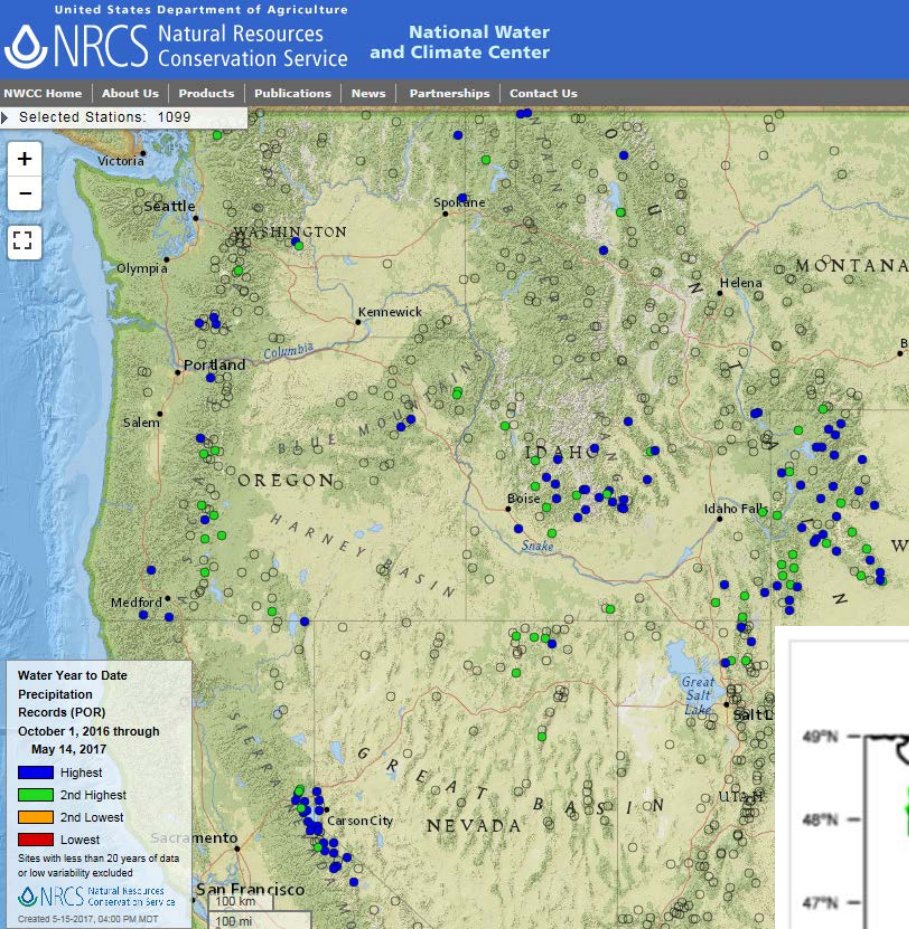 United States Department of Agriculture
NRCS Natural Resources Conservation Service
National Water and Climate Center
NWCC Home About Us Products Publications News Partnerships Contact Us
Selected Stations: 1099
+
−
Victoria
Seattle
Spokane
WASHINGTON
Olympia
Helena
MONTANA
Kennewick
Columbia
Portland
Salem
BLUE MOUNTAINS
IDAHO
OREGON
Boise
Idaho Falls
HARNEY BASIN
Snake
Medford
Great
Salt
Lake
Salt L
SIERRA
GREAT BASIN
UTAH
NEVADA
Carson City
Sacramento
San Francisco
100 km
100 mi
Water Year to Date
Precipitation
Records (POR)
October 1, 2016 through
May 14, 2017
Highest
2nd Highest
2nd Lowest
Lowest
Sites with less than 20 years of data
or low variability excluded
NRCS Natural Resources Conservation Service
Created 5-15-2017, 04:00 PM MDT
49°N
48°N
47°N